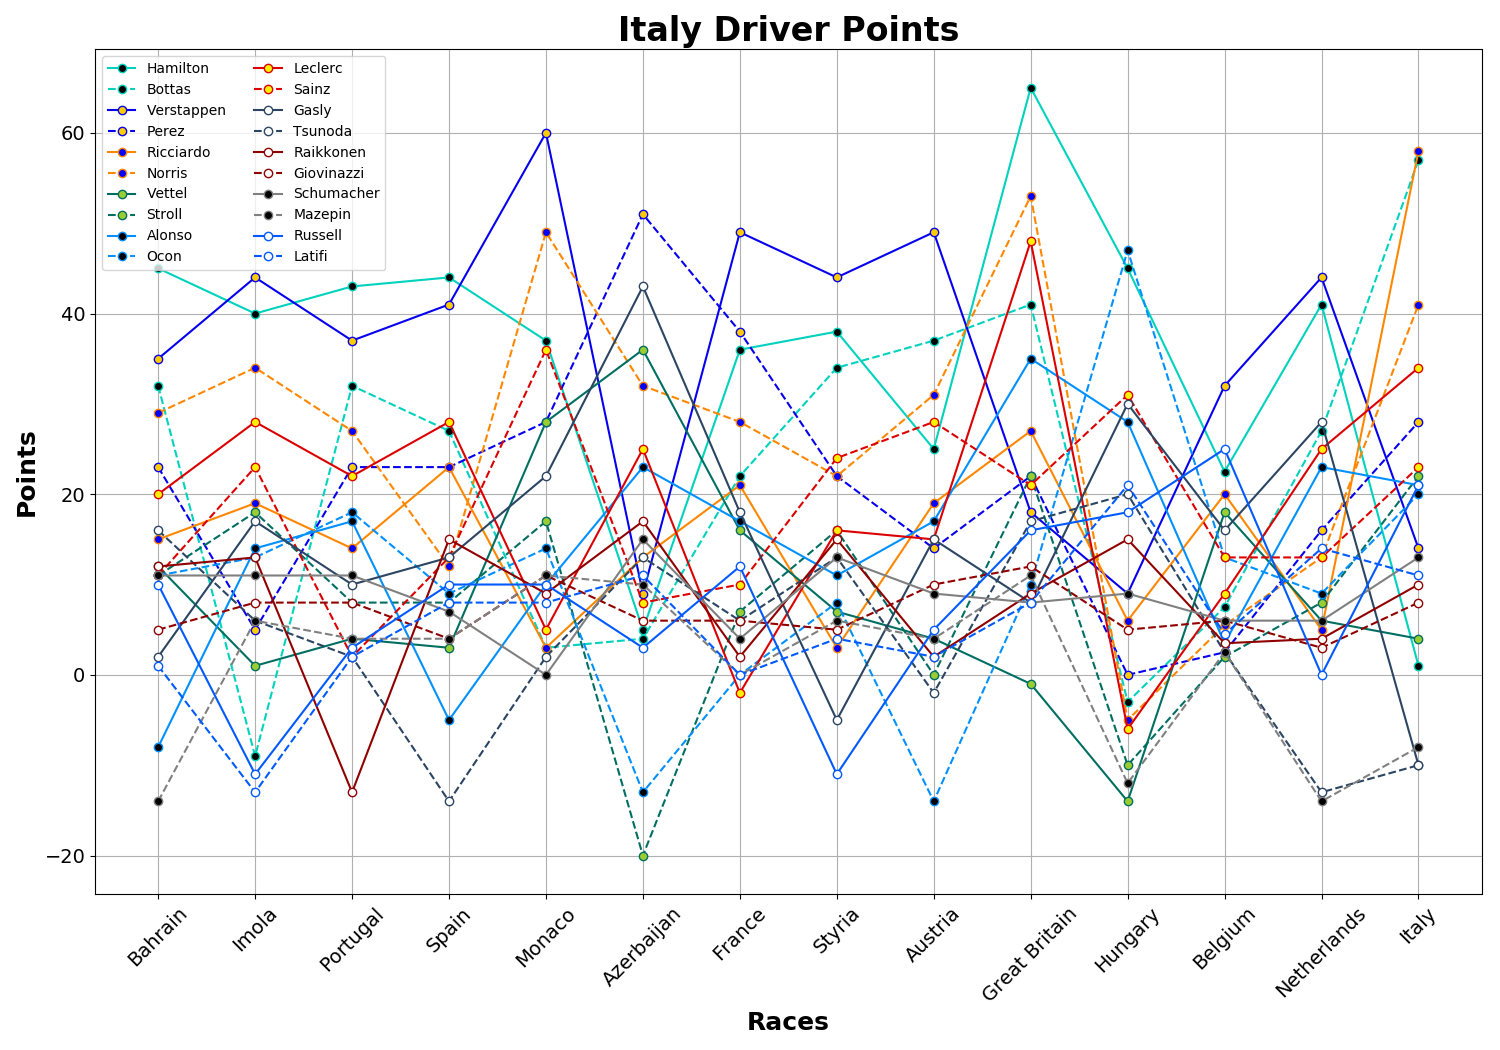 Italy Driver Points
Hamilton
Bottas
Verstappen
Perez
Ricciardo
Norris
Vettel
Stroll
Alonso
Ocon
Leclerc
Sainz
Gasly
Tsunoda
Raikkonen
Giovinazzi
Schumacher
Mazepin
Russell
Latifi
Points
60
40
20
0
−20
Bahrain
Imola
Portugal
Spain
Monaco
Azerbaijan
France
Styria
Austria
Great Britain
Hungary
Belgium
Netherlands
Italy
Races